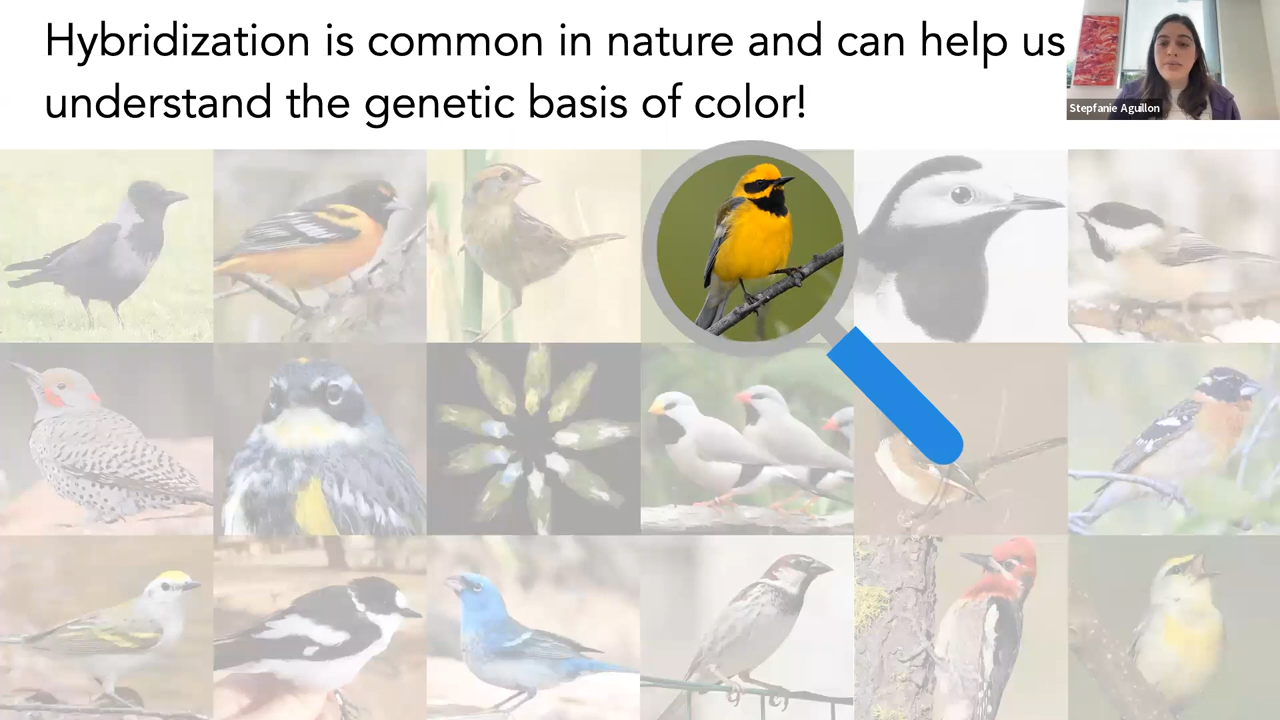 Hybridization is common in nature and can help us
understand the genetic basis of color!
Stepfanie Aguillon